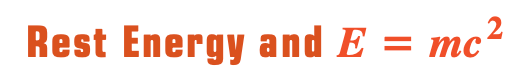 Rest Energy and E = mc²